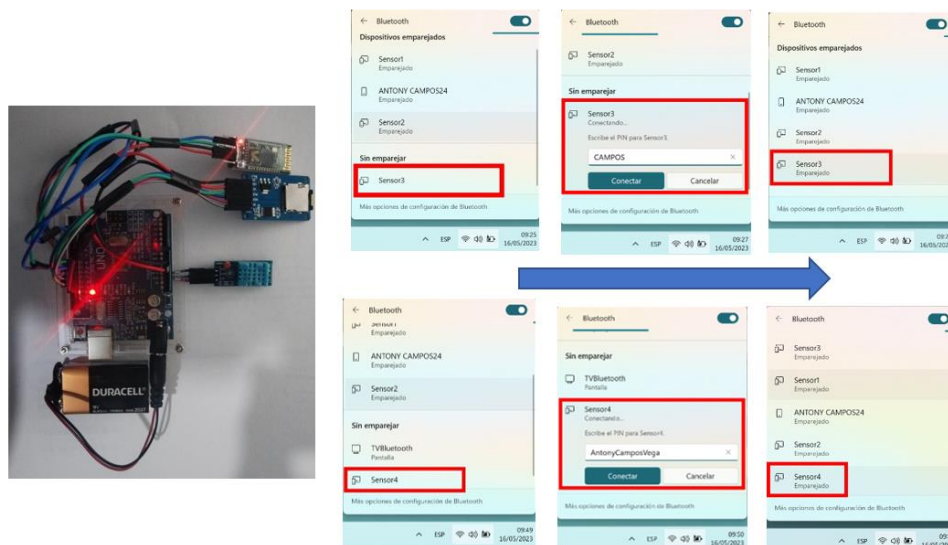 UNO
DURACELL
Bluetooth
Dispositivos emparejados
Sensor1
Emparejado
ANTONY CAMPOS24
Emparejado
Sensor2
Emparejado
Sin emparejar
Sensor3
Más opciones de configuración de Bluetooth
ESP
09:25
16/05/2023
Bluetooth
Sensor2
Emparejado
Sin emparejar
Sensor3
Conectando...
Escribe el PIN para Sensor3.
CAMPOS
Conectar Cancelar
Más opciones de configuración de Bluetooth
ESP
09:27
16/05/2023
Bluetooth
Dispositivos emparejados
Sensor1
Emparejado
ANTONY CAMPOS24
Emparejado
Sensor2
Emparejado
Sensor3
Emparejado
Más opciones de configuración de Bluetooth
ESP
Bluetooth
Emparejado
ANTONY CAMPOS24
Emparejado
Sensor2
Emparejado
Sin emparejar
TVBluetooth
Pantalla
Sensor4
Más opciones de configuración de Bluetooth
ESP
09:49
16/05/2023
Bluetooth
Sin emparejar
TVBluetooth
Pantalla
Sensor4
Conectando...
Escribe el PIN para Sensor4.
AntonyCamposVega
Conectar Cancelar
Más opciones de configuración de Bluetooth
ESP
09:50
16/05/2023
Bluetooth
Sensor3
Emparejado
Sensor1
Emparejado
ANTONY CAMPOS24
Emparejado
Sensor2
Emparejado
Sensor4
Emparejado
Más opciones de configuración de Bluetooth
ESP